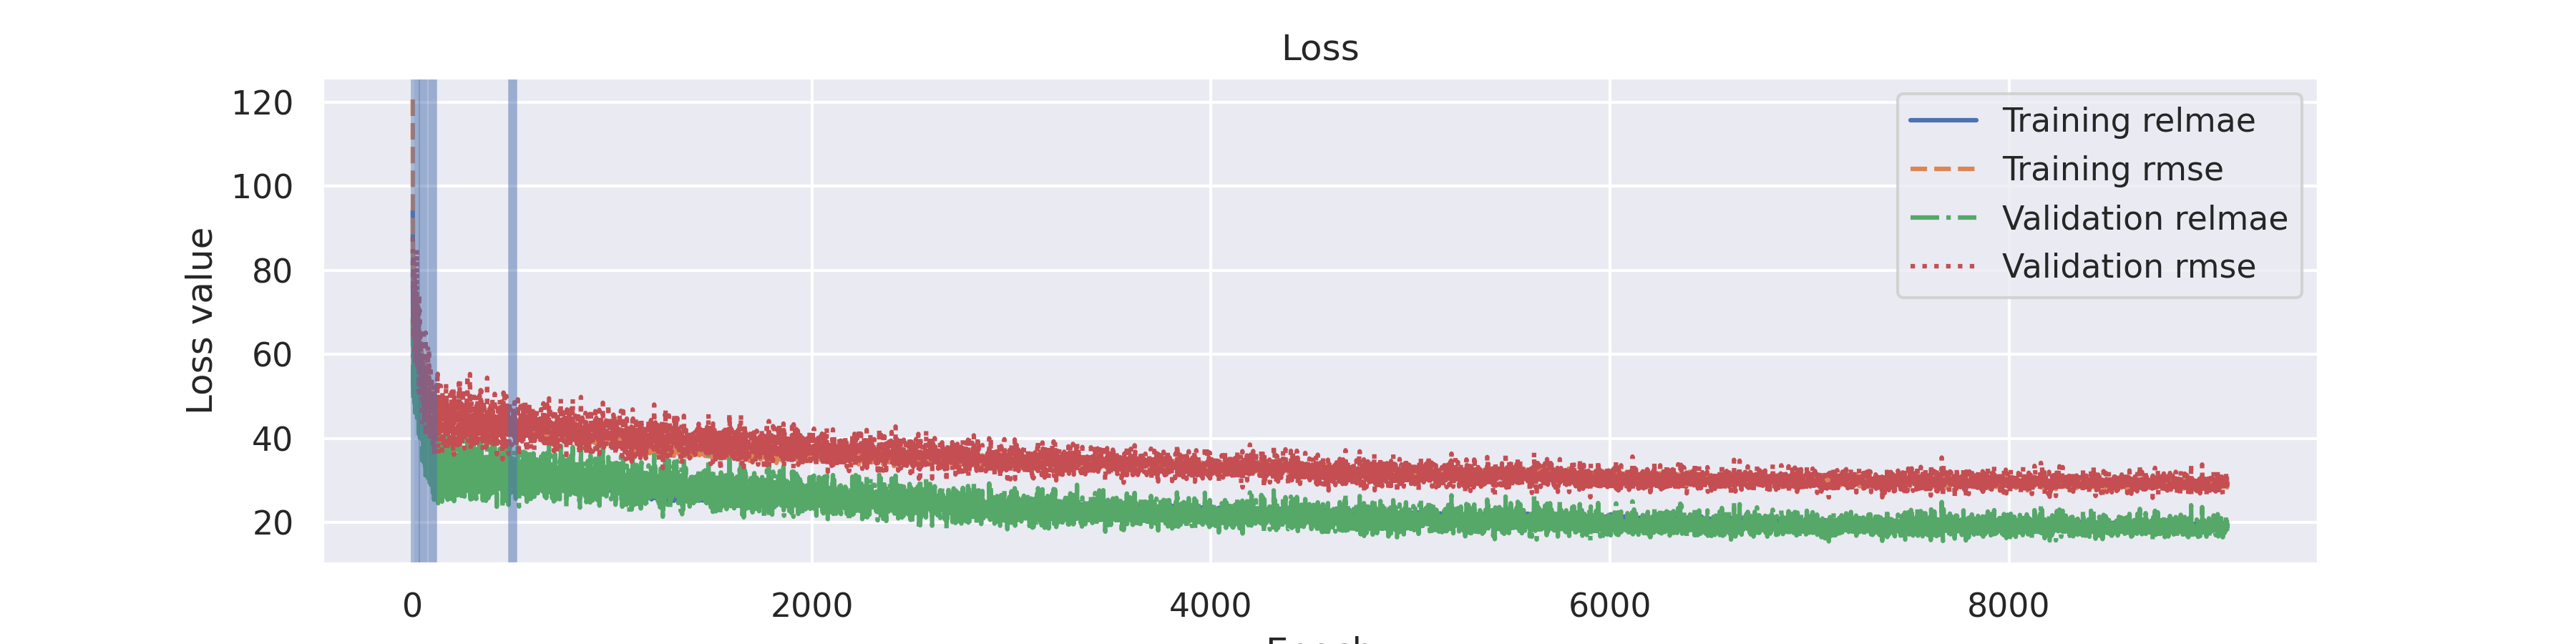 Loss
120
100
80
60
40
20
Loss value
Training relmae
Training rmse
Validation relmae
Validation rmse
0 2000 4000 6000 8000
Epoch